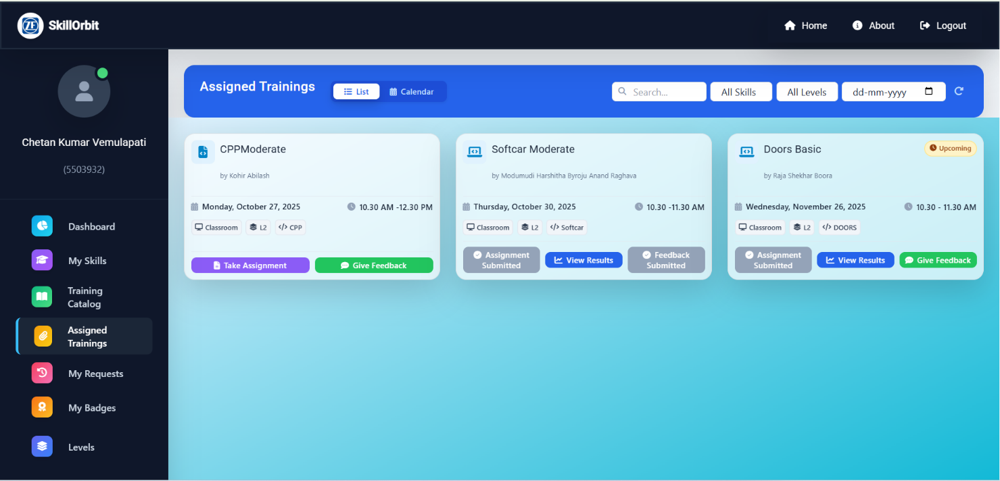 ZF SkillOrbit
Home
About
Logout
Chetan Kumar Vemulapati
(5503932)
Dashboard
My Skills
Training
Catalog
Assigned
Trainings
My Requests
My Badges
Levels
Assigned Trainings
List
Calendar
Search...
All Skills
All Levels
dd-mm-yyyy
CPPModerate
by Kohir Abilash
Monday, October 27, 2025
10.30 AM -12.30 PM
Classroom
L2
</> CPP
Take Assignment
Give Feedback
Softcar Moderate
by Modumudi Harshitha Byroju Anand Raghava
Thursday, October 30, 2025
10.30 -11.30 AM
Classroom
L2
</> Softcar
Assignment
Submitted
View Results
Feedback
Submitted
Doors Basic
Upcoming
by Raja Shekhar Boora
Wednesday, November 26, 2025
10.30 - 11.30 AM
Classroom
L2
</> DOORS
Assignment
Submitted
View Results
Give Feedback